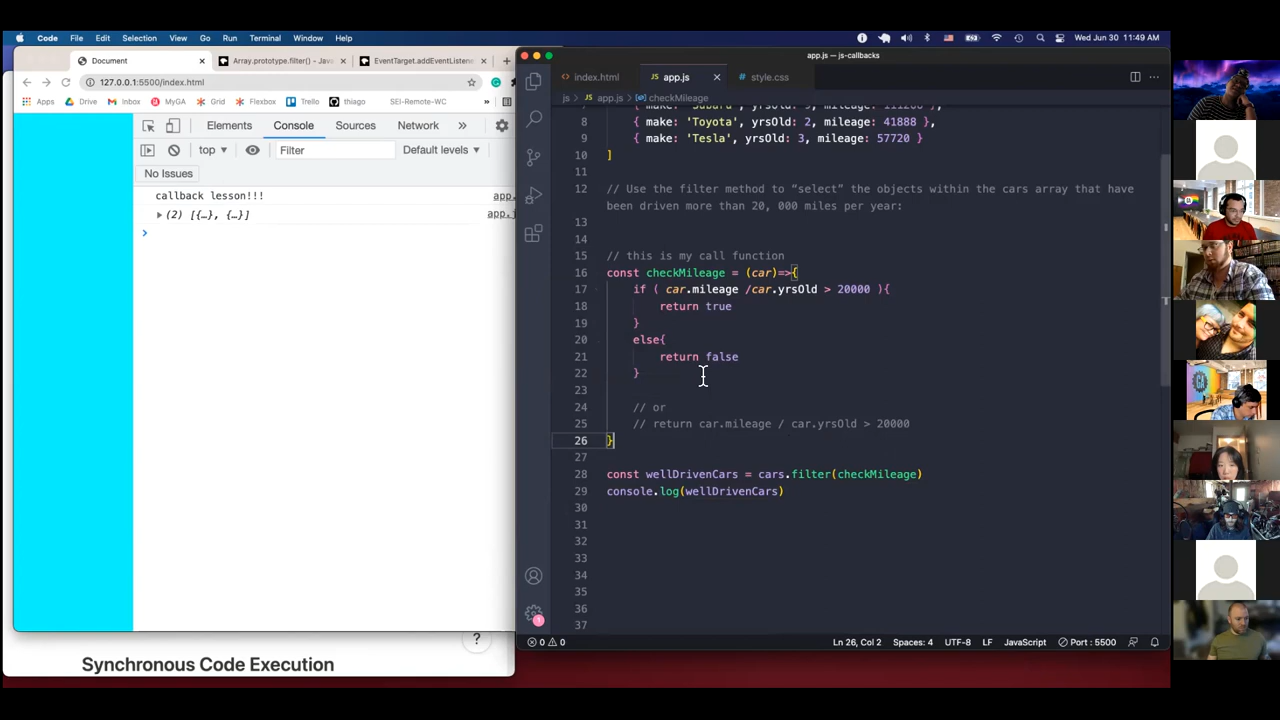 Code File Edit Selection View Go Run Terminal Window Help
Wed Jun 30 11:49 AM
Document
Array.prototype.filter() - Java
EventTarget.addEventListene
127.0.0.1:5500/index.html
Apps Drive Inbox MyGA Grid Flexbox Trello thiago SEI-Remote-WC »
Elements Console Sources Network »
top Filter Default levels
No Issues
callback lesson!!! app.
(2) [{…}, {…}]
?
Synchronous Code Execution
app.js — js-callbacks
index.html app.js style.css
js > JS app.js > checkMileage
8 { make: 'Toyota', yrsOld: 2, mileage: 41888 },
9 { make: 'Tesla', yrsOld: 3, mileage: 57720 }
10 ]
11
12 // Use the filter method to “select” the objects within the cars array that have
been driven more than 20, 000 miles per year:
13
14
15 // this is my call function
16 const checkMileage = (car)=>{
17 if ( car.mileage /car.yrsOld > 20000 ){
18 return true
19 }
20 else{
21 return false
22 }
23
24 // or
25 // return car.mileage / car.yrsOld > 20000
26 }
27
28 const wellDrivenCars = cars.filter(checkMileage)
29 console.log(wellDrivenCars)
30
31
32
33
34
35
36
37
0 0 Ln 26, Col 2 Spaces: 4 UTF-8 LF JavaScript Port : 5500
GA